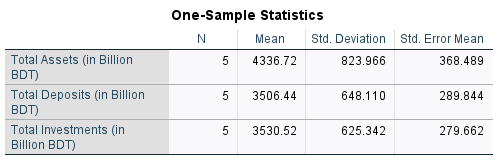 One-Sample Statistics
N Mean Std. Deviation Std. Error Mean
Total Assets (in Billion BDT) 5 4336.72 823.966 368.489
Total Deposits (in Billion BDT) 5 3506.44 648.110 289.844
Total Investments (in Billion BDT) 5 3530.52 625.342 279.662